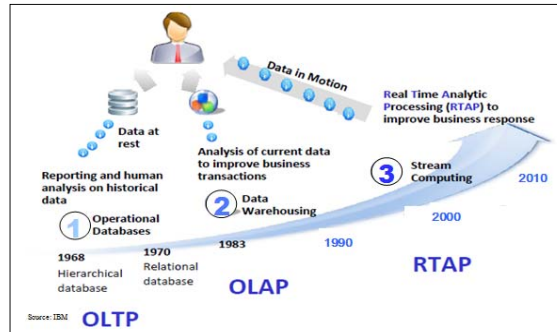 Data in Motion
Real Time Analytic
Processing (RTAP) to
improve business response
Data at
rest
Analysis of current data
to improve business
transactions
Reporting and human
analysis on historical
data
3 Stream
Computing
2010
2 Data
Warehousing
1 Operational
Databases
2000
1990
1983
1970
1968
Relational
database
Hierarchical
database
RTAP
OLAP
OLTP
Source: IBM